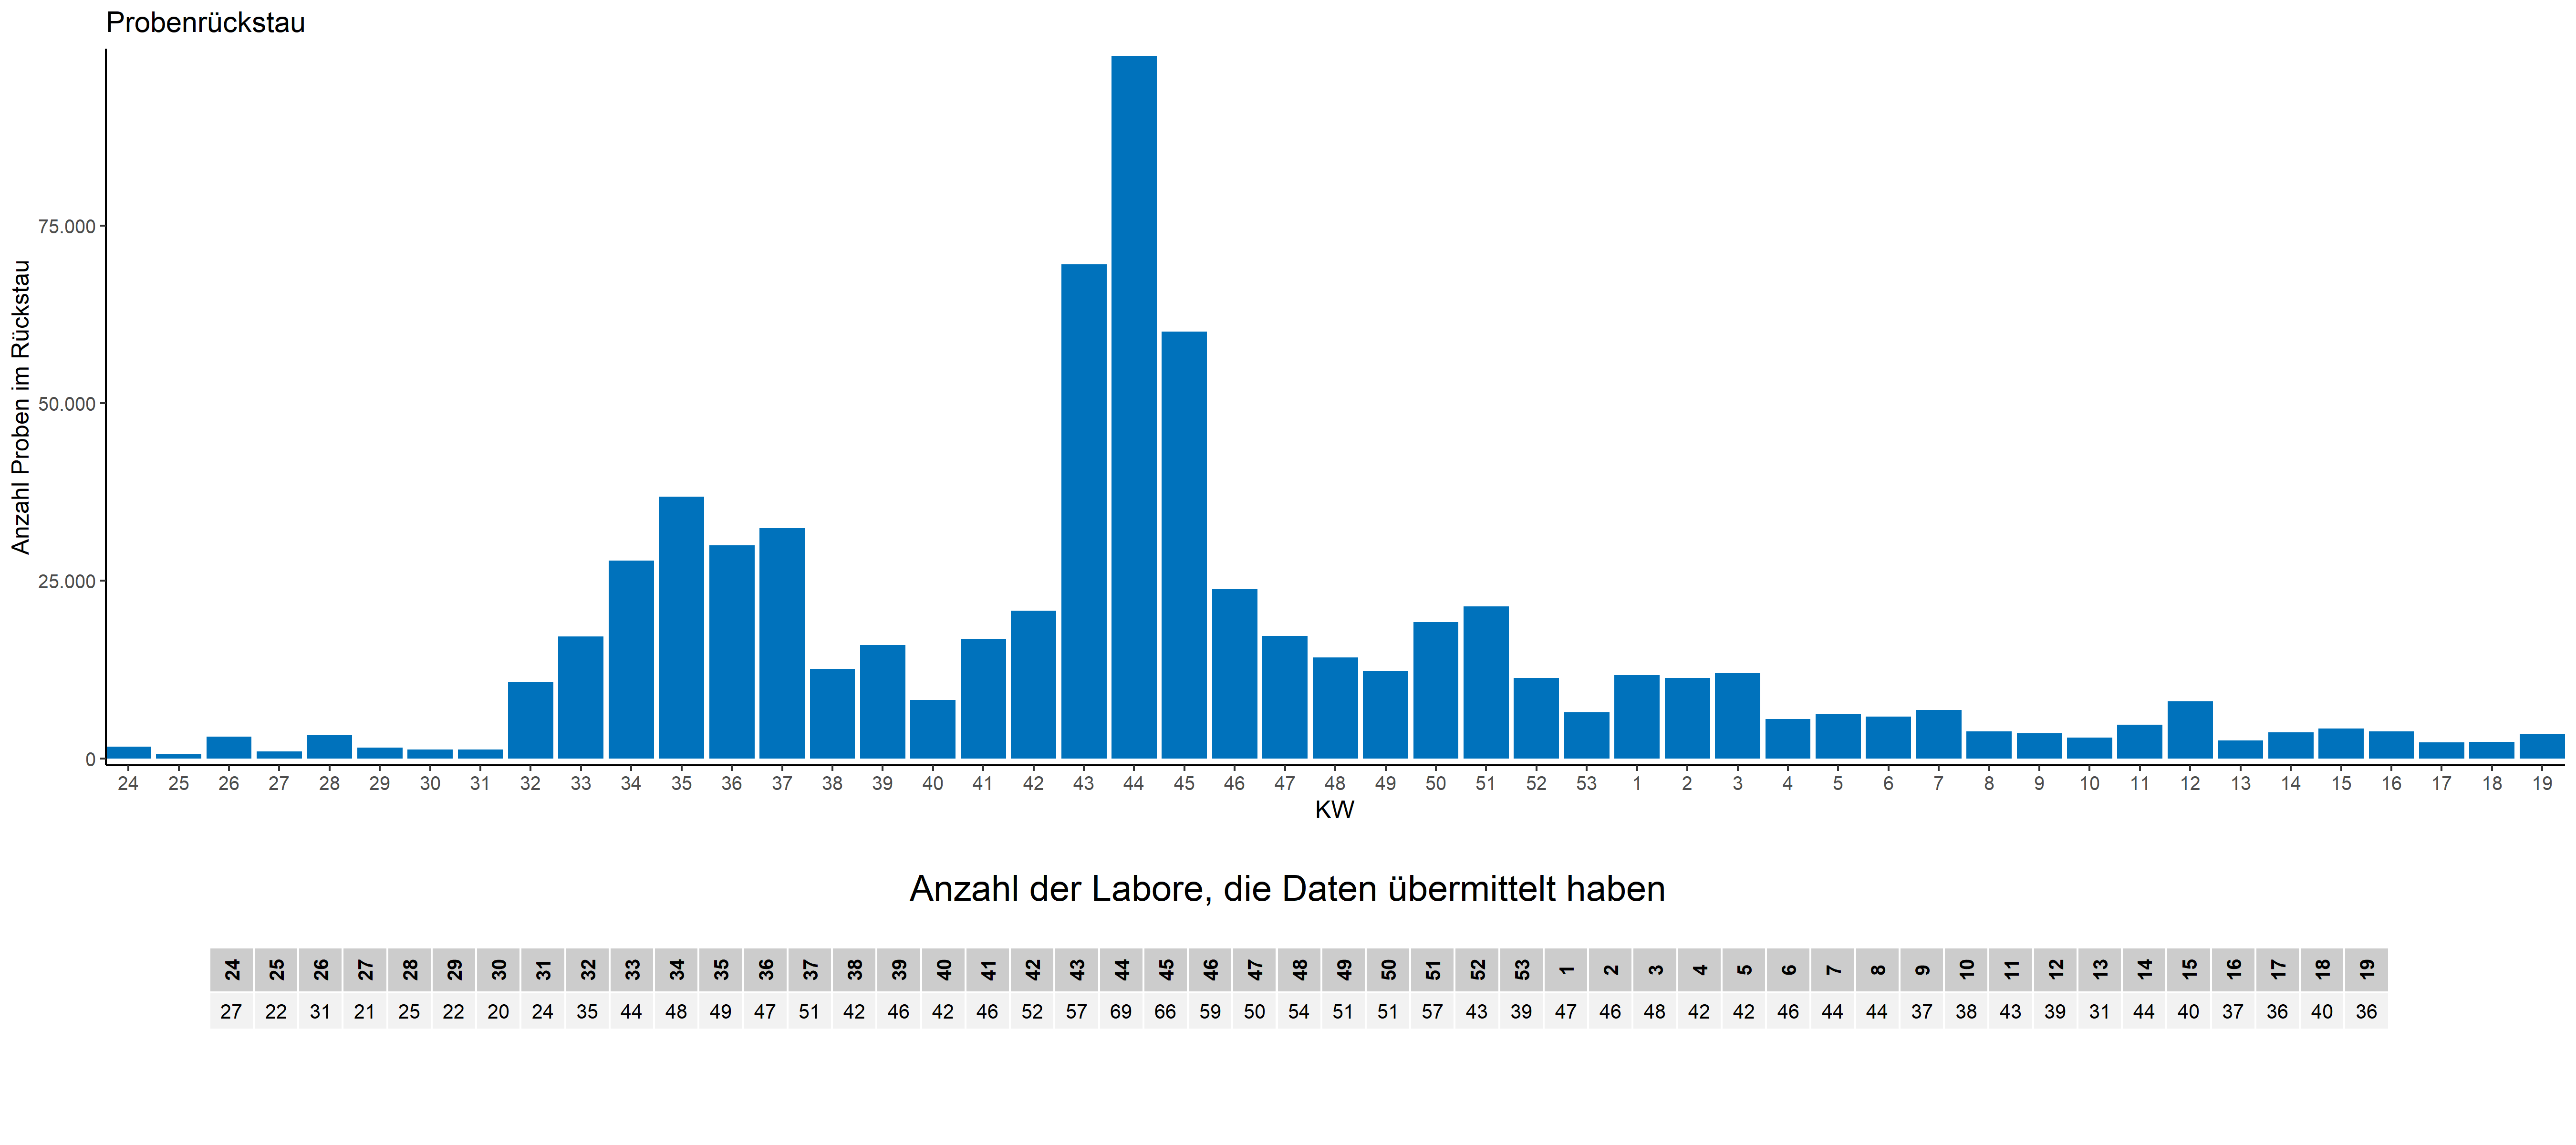 Probenrückstau
Anzahl Proben im Rückstau
75.000
50.000
25.000
0
24 25 26 27 28 29 30 31 32 33 34 35 36 37 38 39 40 41 42 43 44 45 46 47 48 49 50 51 52 53 1 2 3 4 5 6 7 8 9 10 11 12 13 14 15 16 17 18 19
KW
Anzahl der Labore, die Daten übermittelt haben
24 25 26 27 28 29 30 31 32 33 34 35 36 37 38 39 40 41 42 43 44 45 46 47 48 49 50 51 52 53 1 2 3 4 5 6 7 8 9 10 11 12 13 14 15 16 17 18 19
27 22 31 21 25 22 20 24 35 44 48 49 47 51 42 46 42 46 52 57 69 66 59 50 54 51 51 57 43 39 47 46 48 42 42 46 44 44 37 38 43 39 31 44 40 37 36 40 36